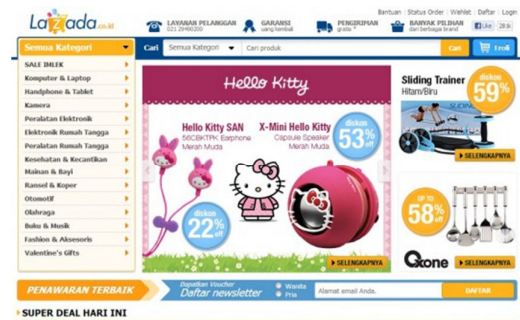 Bantuan | Status Order | Wishlist | Daftar | Login
Lazada.co.id
LAYANAN PELANGGAN
021 29490200
GARANSI
uang kembali
PENGIRIMAN
gratis *
BANYAK PILIHAN
dari berbagai brand
Like
Semua Kategori
Cari
Semua Kategori
Cari produk
Cari
Troli
SALE IMLEK
Komputer & Laptop
Handphone & Tablet
Kamera
Peralatan Elektronik
Elektronik Rumah Tangga
Peralatan Rumah Tangga
Kesehatan & Kecantikan
Mainan & Bayi
Ransel & Koper
Otomotif
Olahraga
Buku & Musik
Fashion & Aksesoris
Valentine's Gifts
Hello Kitty
Hello Kitty SAN
56CBKTPK Earphone
Merah Muda
X-Mini Hello Kitty
Capsule Speaker
Merah Muda
diskon
53% off
diskon
22% off
SELENGKAPNYA
Sliding Trainer
Hitam/Biru
diskon
59%
SELENGKAPNYA
UP TO
58% off
Oxone
SELENGKAPNYA
PENAWARAN TERBAIK
Dapatkan Voucher
Daftar newsletter
Wanita
Pria
Alamat email Anda.
DAFTAR
SUPER DEAL HARI INI